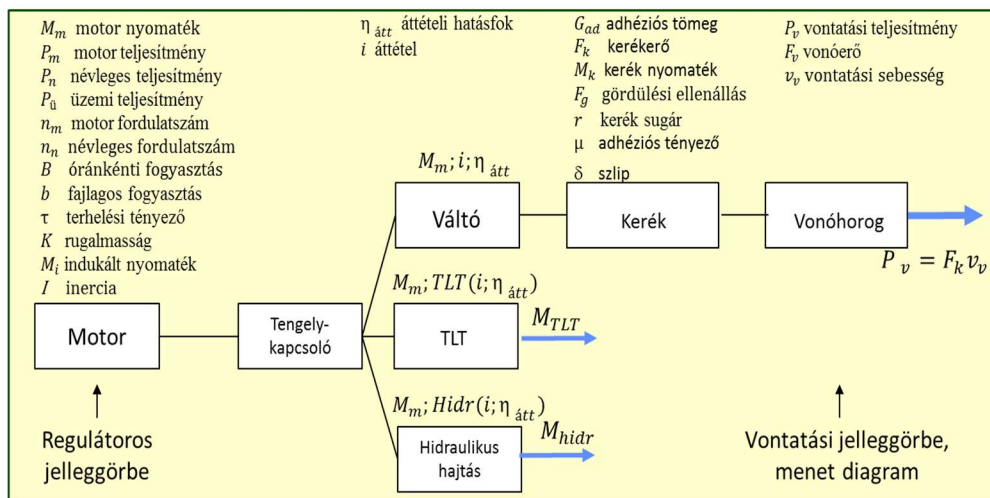 M_m motor nyomaték
P_m motor teljesítmény
P_n névleges teljesítmény
P_ü üzemi teljesítmény
n_m motor fordulatszám
n_n névleges fordulatszám
B óránkénti fogyasztás
b fajlagos fogyasztás
τ terhelési tényező
K rugalmasság
M_i indukált nyomaték
I inercia
η_átt áttételi hatásfok
i áttétel
G_ad adhéziós tömeg
F_k kerékerő
M_k kerék nyomaték
F_g gördülési ellenállás
r kerék sugár
μ adhéziós tényező
δ szlip
P_v vontatási teljesítmény
F_v vonóerő
v_v vontatási sebesség
M_m; i; η_átt
Váltó
Kerék
Vonóhorog
P_v = F_k v_v
M_m; TLT(i; η_átt)
Motor
Tengely-
kapcsoló
TLT
M_TLT
M_m; Hidr(i; η_átt)
Hidraulikus
hajtás
M_hidr
Regulátoros
jelleggörbe
Vontatási jelleggörbe,
menet diagram